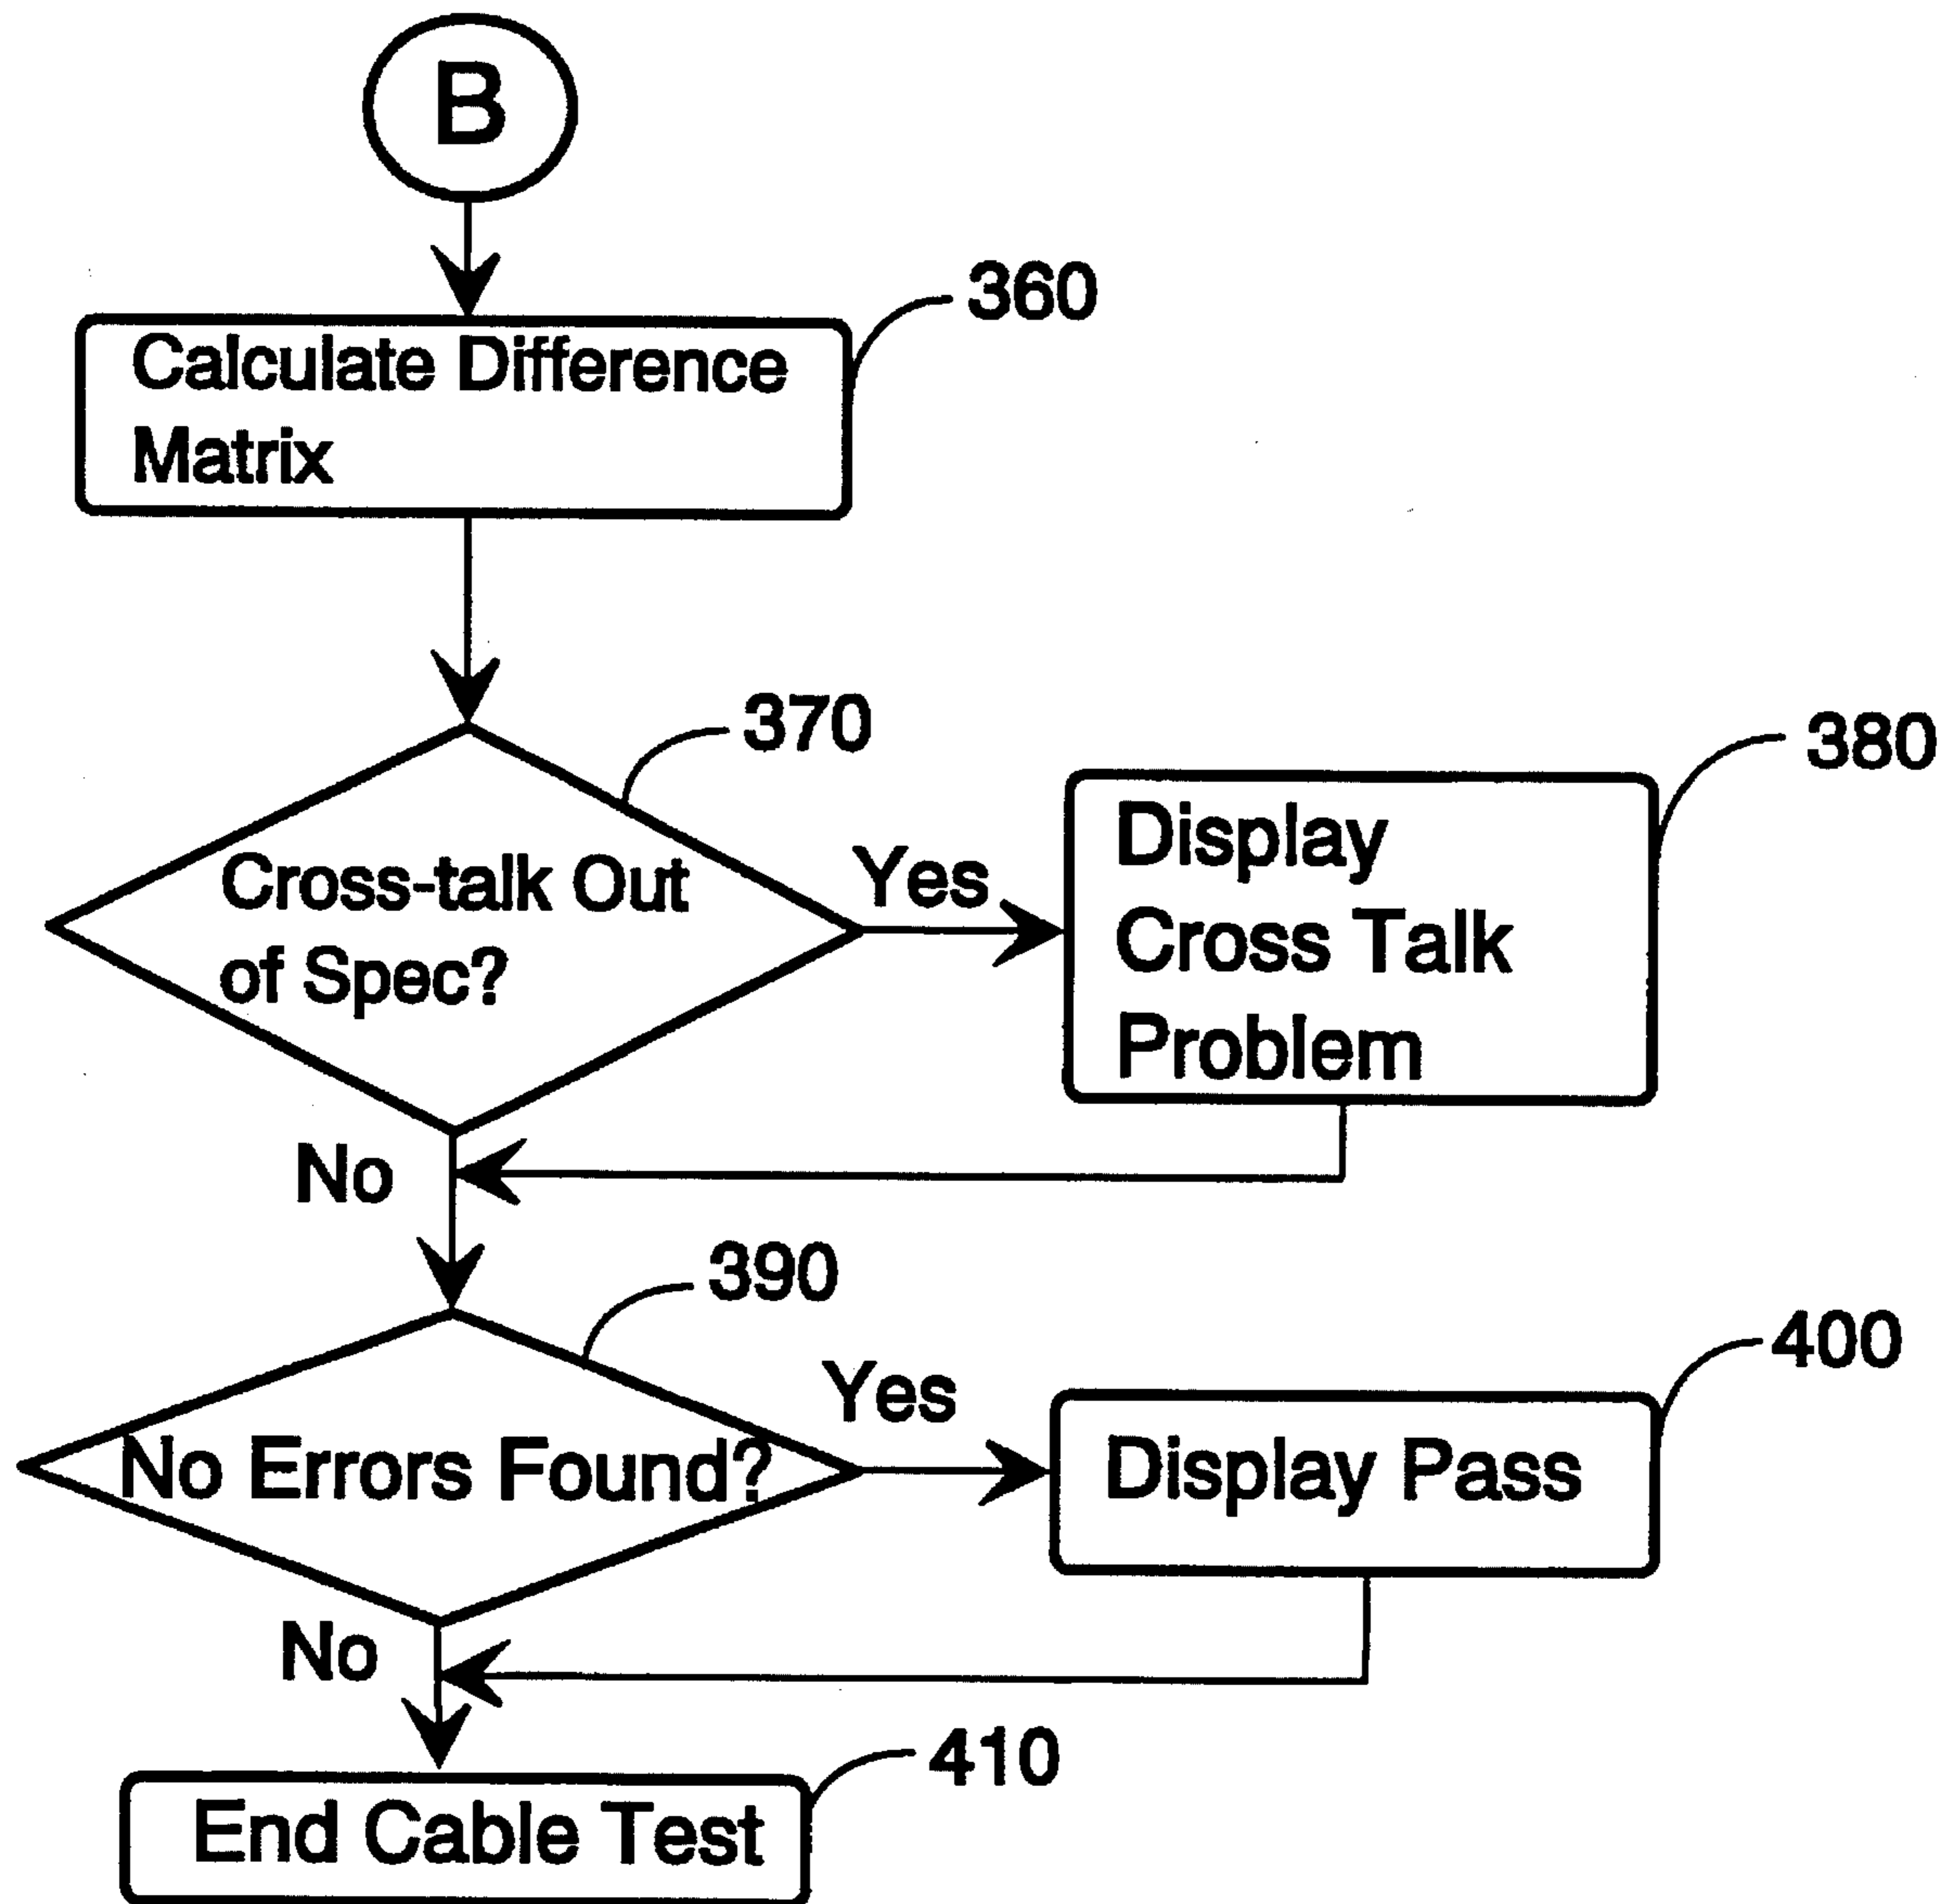 B
360
Calculate Difference
Matrix
370
380
Cross-talk Out
of Spec?
Yes
Display
Cross Talk
Problem
No
390
400
No Errors Found?
Yes
Display Pass
No
410
End Cable Test